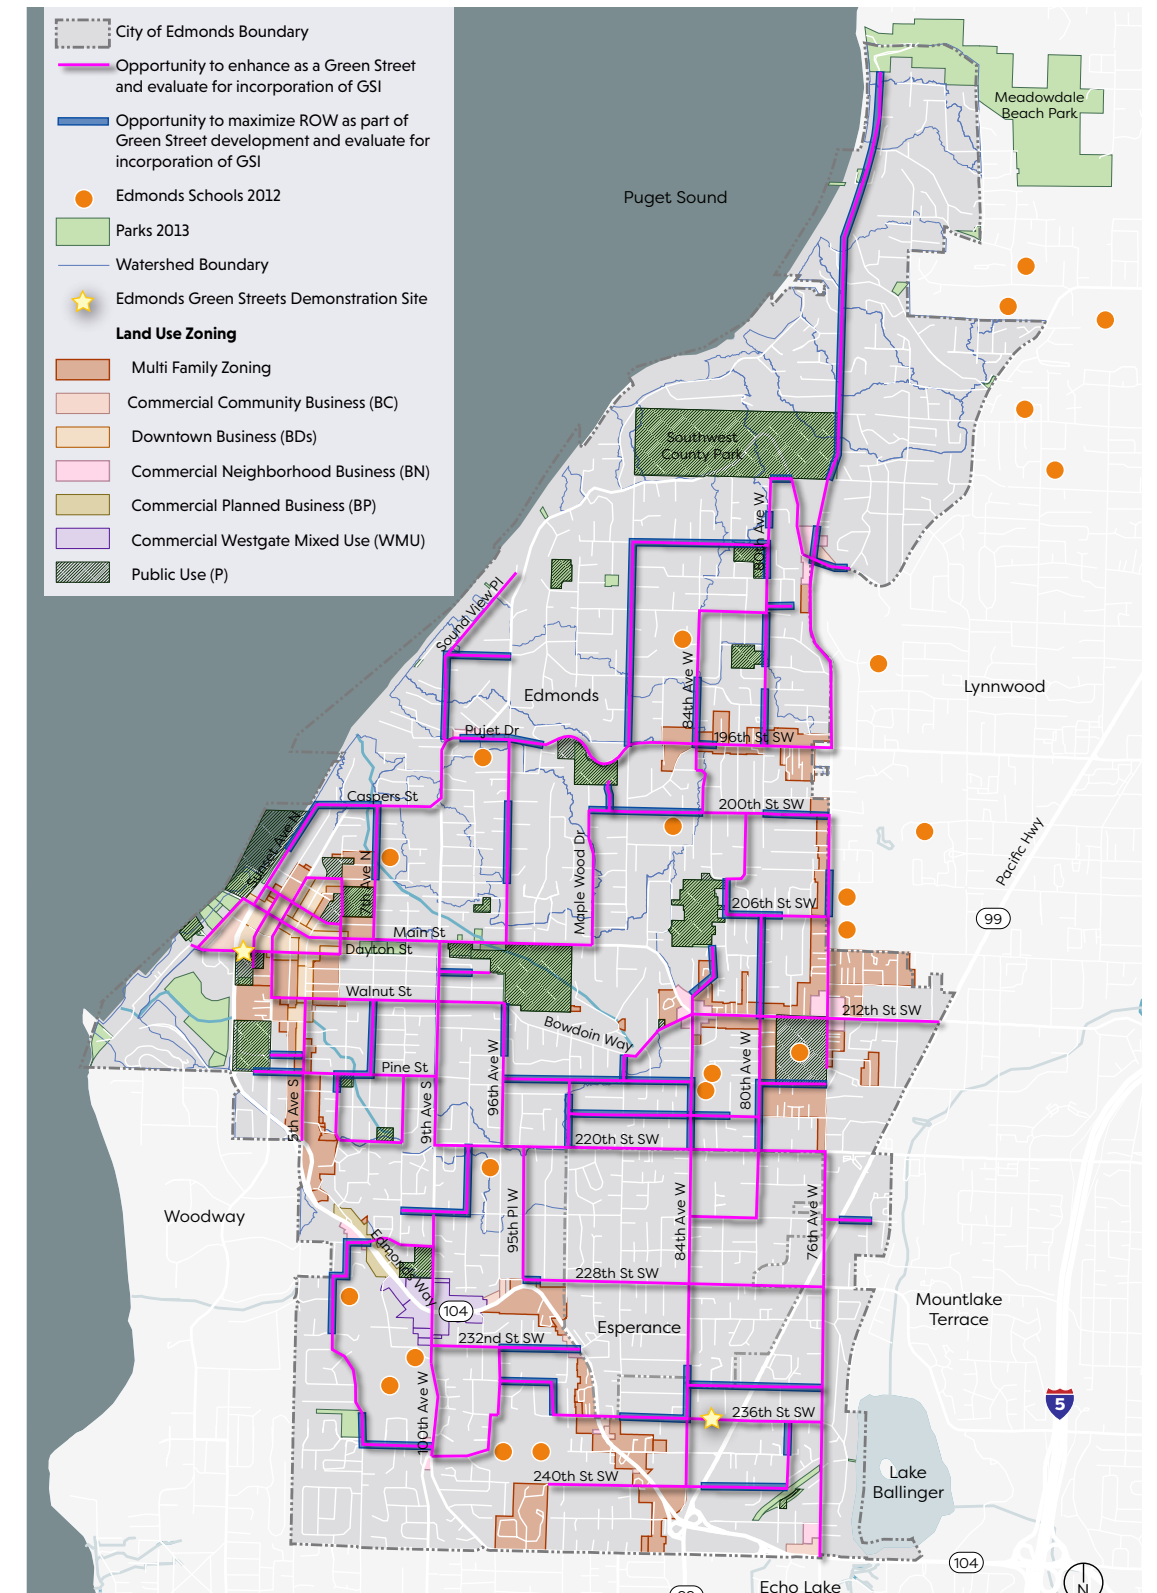 City of Edmonds Boundary
Opportunity to enhance as a Green Street
and evaluate for incorporation of GSI
Opportunity to maximize ROW as part of
Green Street development and evaluate for
incorporation of GSI
Edmonds Schools 2012
Parks 2013
Watershed Boundary
Edmonds Green Streets Demonstration Site
Land Use Zoning
Multi Family Zoning
Commercial Community Business (BC)
Downtown Business (BDs)
Commercial Neighborhood Business (BN)
Commercial Planned Business (BP)
Commercial Westgate Mixed Use (WMU)
Public Use (P)
Meadowdale
Beach Park
Puget Sound
Southwest
County Park
80th Ave W
Sound View Pl
Edmonds
84th Ave W
Lynnwood
Pujet Dr
196th St SW
Caspers St
200th St SW
Sunset Ave N
7th Ave N
Maple Wood Dr
Pacific Hwy
99
206th St SW
Main St
Dayton St
Walnut St
212th St SW
Bowdoin Way
Pine St
96th Ave W
80th Ave W
5th Ave S
9th Ave S
220th St SW
Woodway
95th Pl W
84th Ave W
76th Ave W
Edmonds Way
228th St SW
104
Mountlake
Terrace
232nd St SW
Esperance
100th Ave W
236th St SW
5
240th St SW
Lake
Ballinger
104
Echo Lake
N